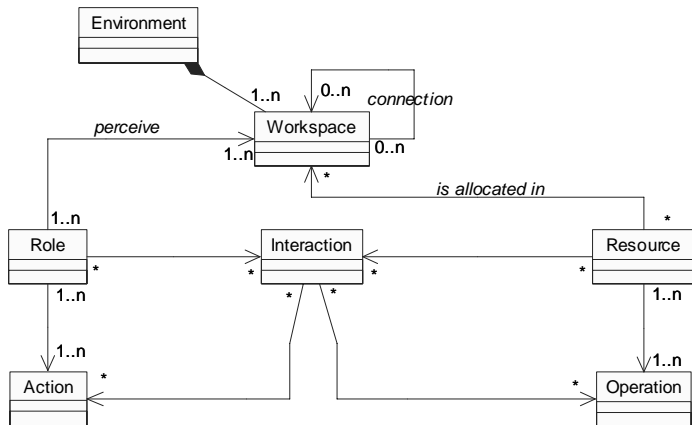 Environment
1..n
0..n
connection
Workspace
perceive
1..n
0..n
*
is allocated in
1..n
*
Role
Interaction
Resource
*
*
*
*
1..n
*
*
1..n
1..n
*
*
1..n
Action
Operation